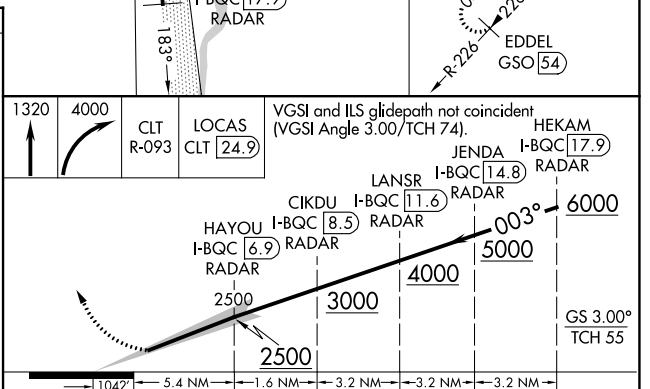 I-BQC 17.9
RADAR
183°
R-226
EDDEL
GSO 54
1320
4000
CLT
R-093
LOCAS
CLT 24.9
VGSI and ILS glidepath not coincident
(VGSI Angle 3.00/TCH 74).
HEKAM
I-BQC 17.9
RADAR
JENDA
I-BQC 14.8
RADAR
LANSR
I-BQC 11.6
RADAR
CIKDU
I-BQC 8.5
RADAR
HAYOU
I-BQC 6.9
RADAR
003°
6000
5000
4000
3000
2500
2500
GS 3.00°
TCH 55
1042'
5.4 NM
1.6 NM
3.2 NM
3.2 NM
3.2 NM